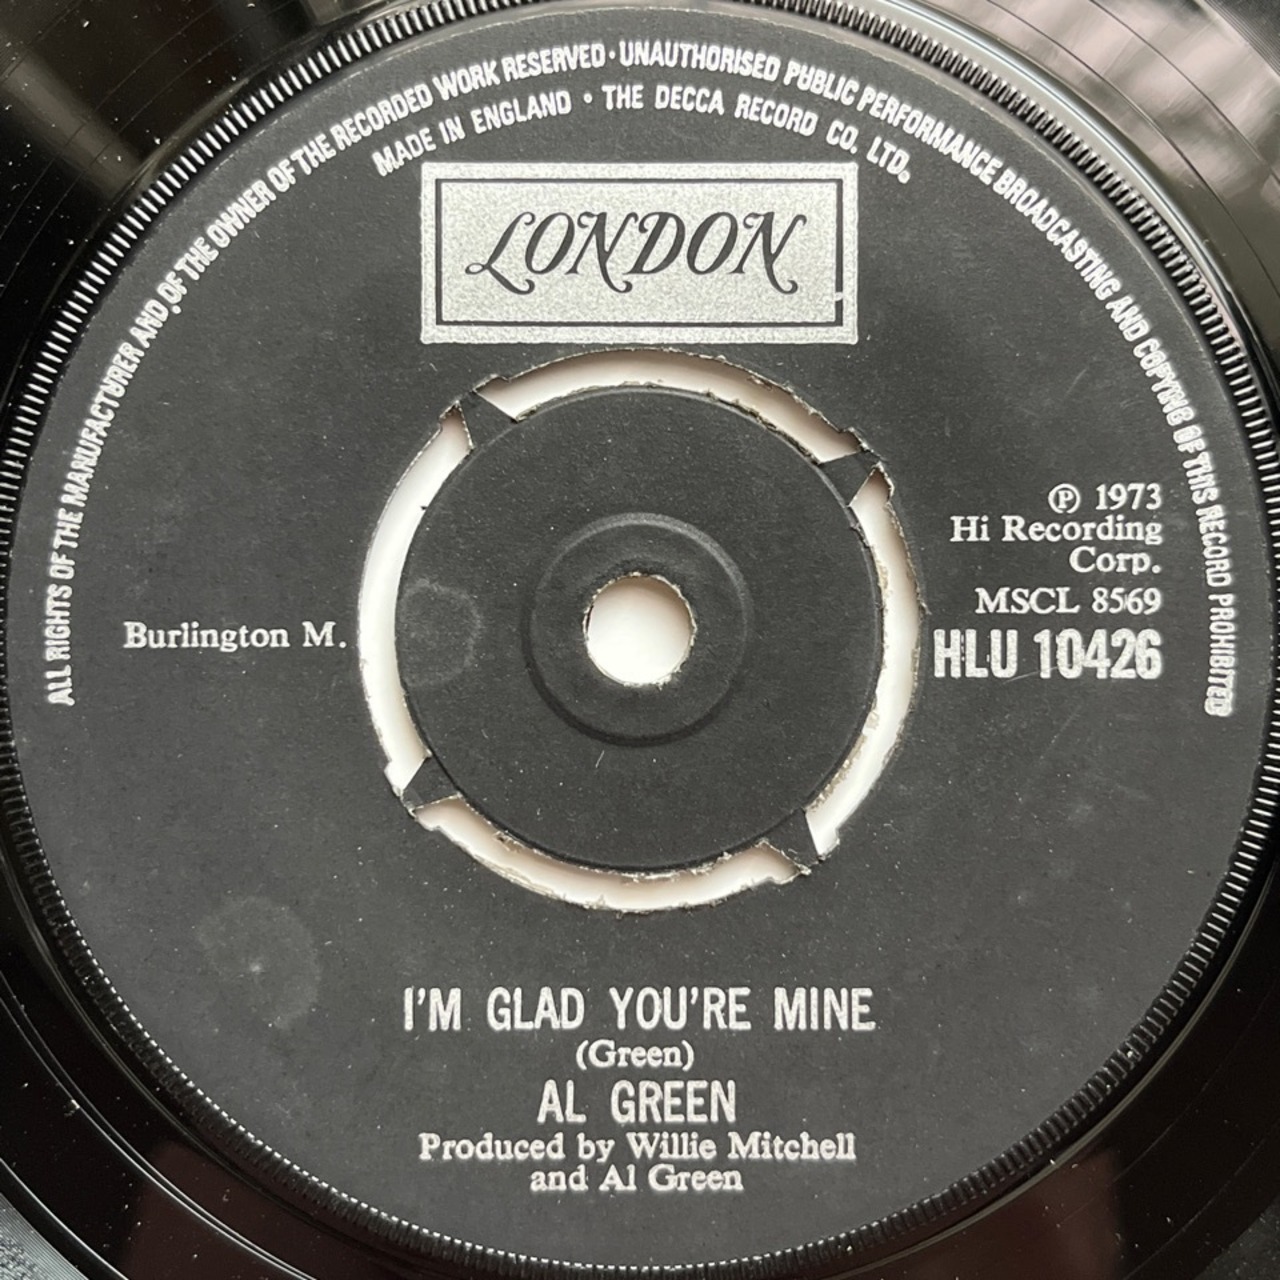 ALL RIGHTS OF THE MANUFACTURER AND OF THE OWNER OF THE RECORDED WORK RESERVED · UNAUTHORISED PUBLIC PERFORMANCE BROADCASTING AND COPYING OF THIS RECORD PROHIBITED
MADE IN ENGLAND · THE DECCA RECORD CO. LTD.
LONDON
℗ 1973
Hi Recording
Corp.
MSCL 8569
Burlington M.
HLU 10426
I'M GLAD YOU'RE MINE
(Green)
AL GREEN
Produced by Willie Mitchell
and Al Green